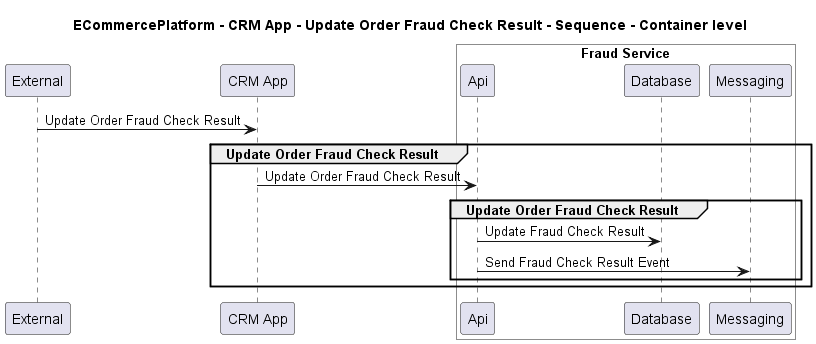 ECommercePlatform - CRM App - Update Order Fraud Check Result - Sequence - Container level
Fraud Service
External
CRM App
Api
Database
Messaging
Update Order Fraud Check Result
Update Order Fraud Check Result
Update Order Fraud Check Result
Update Order Fraud Check Result
Update Fraud Check Result
Send Fraud Check Result Event
External
CRM App
Api
Database
Messaging